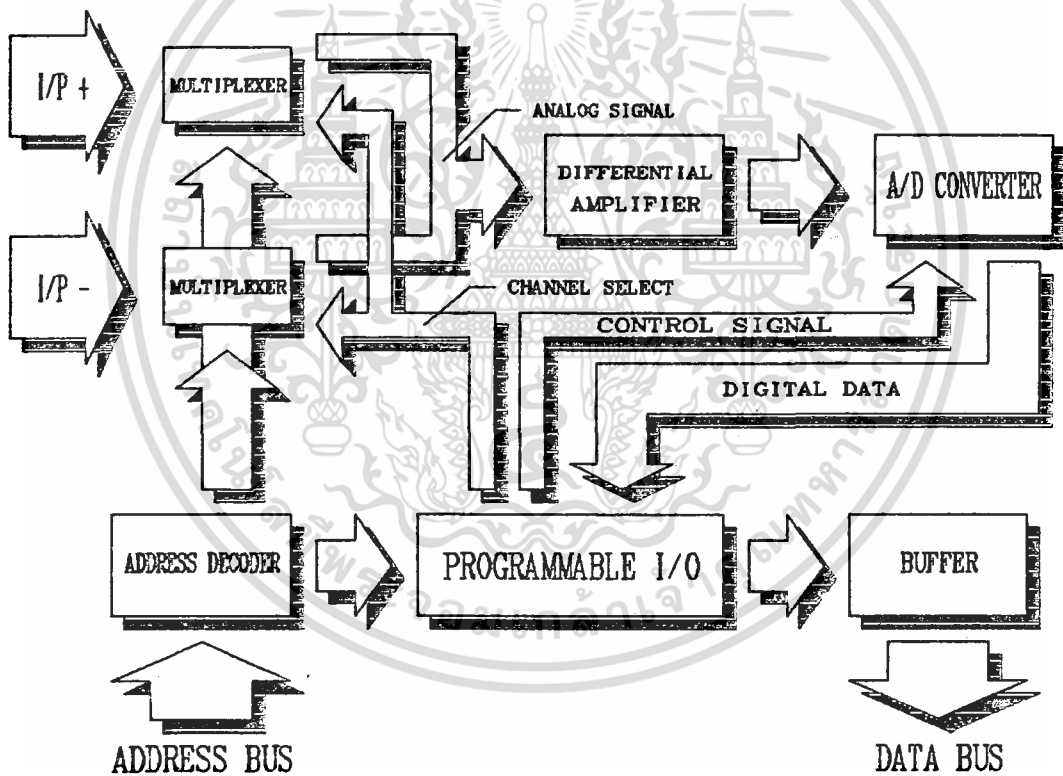 I/P +
MULTIPLEXER
ANALOG SIGNAL
DIFFERENTIAL
AMPLIFIER
A/D CONVERTER
I/P -
MULTIPLEXER
CHANNEL SELECT
CONTROL SIGNAL
DIGITAL DATA
ADDRESS DECODER
PROGRAMMABLE I/O
BUFFER
ADDRESS BUS
DATA BUS